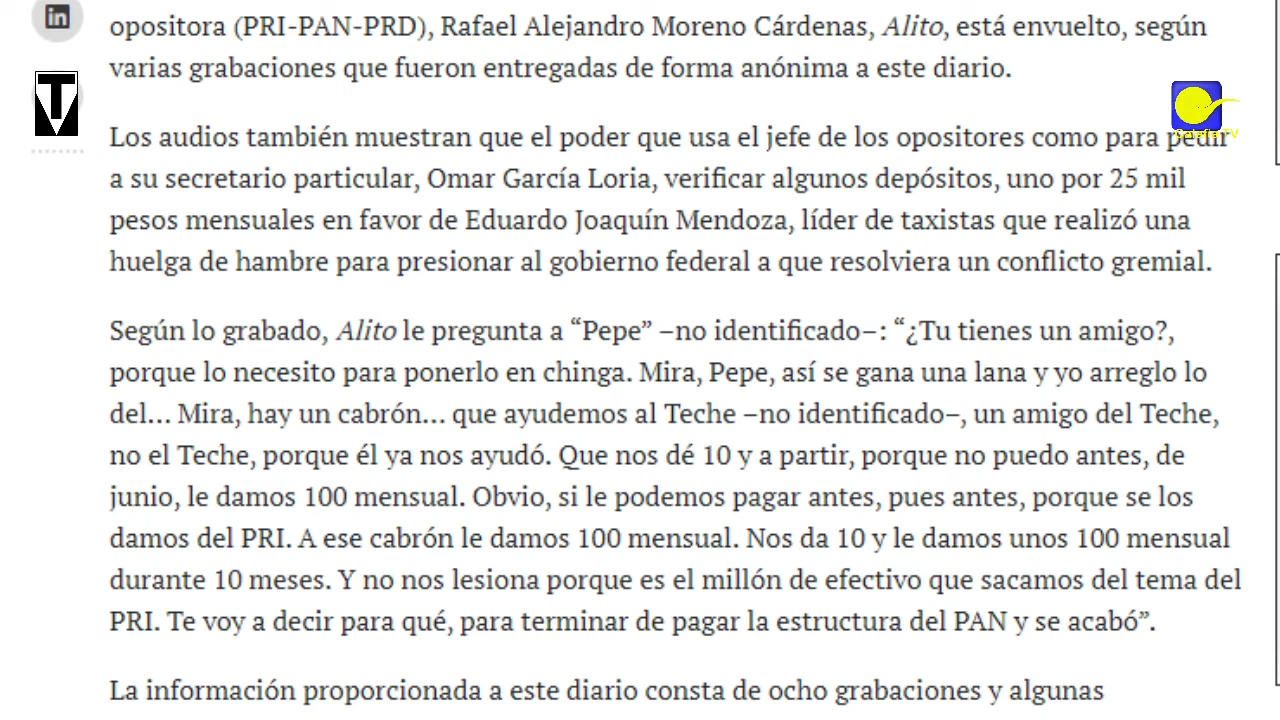 opositora (PRI-PAN-PRD), Rafael Alejandro Moreno Cárdenas, Alito, está envuelto, según
varias grabaciones que fueron entregadas de forma anónima a este diario.
Los audios también muestran que el poder que usa el jefe de los opositores como para pedir
a su secretario particular, Omar García Loria, verificar algunos depósitos, uno por 25 mil
pesos mensuales en favor de Eduardo Joaquín Mendoza, líder de taxistas que realizó una
huelga de hambre para presionar al gobierno federal a que resolviera un conflicto gremial.
Según lo grabado, Alito le pregunta a “Pepe” –no identificado–: “¿Tu tienes un amigo?,
porque lo necesito para ponerlo en chinga. Mira, Pepe, así se gana una lana y yo arreglo lo
del... Mira, hay un cabrón... que ayudemos al Teche –no identificado–, un amigo del Teche,
no el Teche, porque él ya nos ayudó. Que nos dé 10 y a partir, porque no puedo antes, de
junio, le damos 100 mensual. Obvio, si le podemos pagar antes, pues antes, porque se los
damos del PRI. A ese cabrón le damos 100 mensual. Nos da 10 y le damos unos 100 mensual
durante 10 meses. Y no nos lesiona porque es el millón de efectivo que sacamos del tema del
PRI. Te voy a decir para qué, para terminar de pagar la estructura del PAN y se acabó”.
La información proporcionada a este diario consta de ocho grabaciones y algunas
in
T
TV